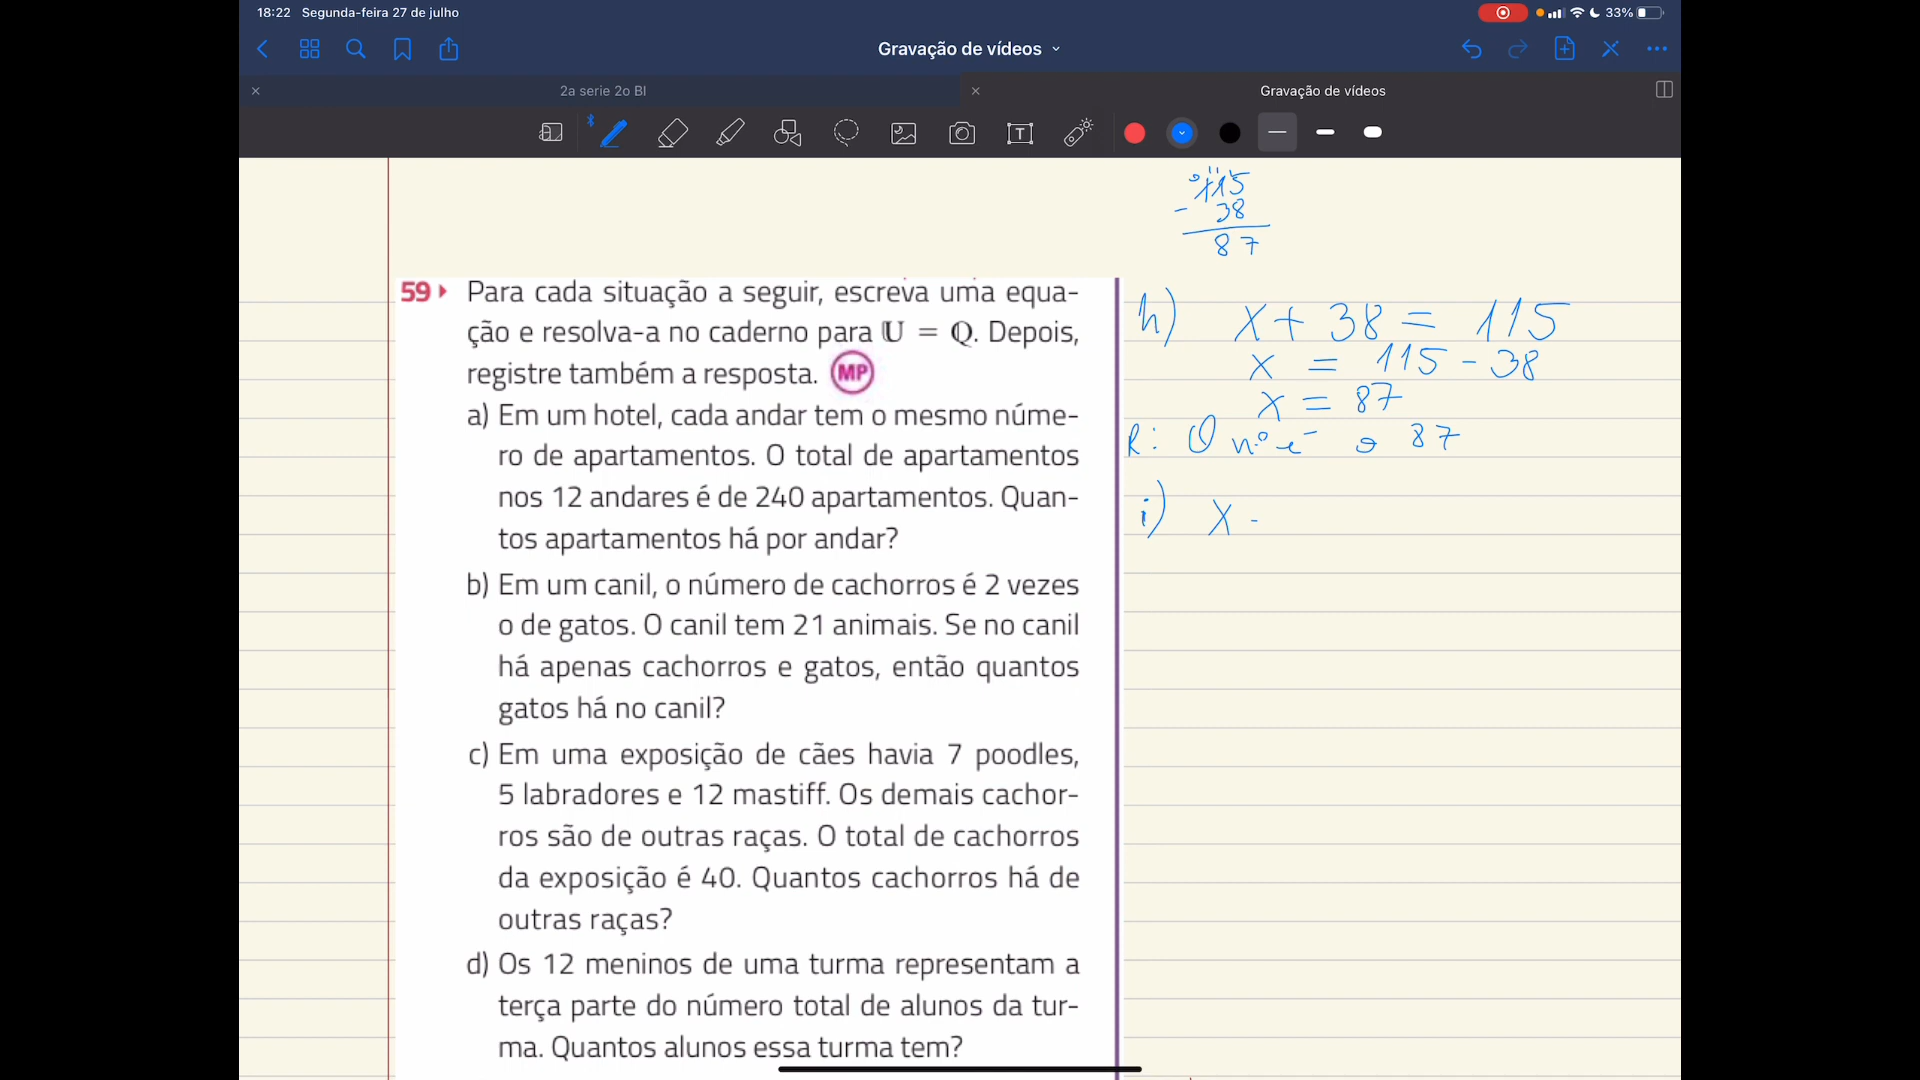 18:22 Segunda-feira 27 de julho
33%
Gravação de vídeos
2a serie 2o BI
Gravação de vídeos
T
115
- 38
87
59 Para cada situação a seguir, escreva uma equa-
ção e resolva-a no caderno para U = Q. Depois,
registre também a resposta. MP
a) Em um hotel, cada andar tem o mesmo núme-
ro de apartamentos. O total de apartamentos
nos 12 andares é de 240 apartamentos. Quan-
tos apartamentos há por andar?
b) Em um canil, o número de cachorros é 2 vezes
o de gatos. O canil tem 21 animais. Se no canil
há apenas cachorros e gatos, então quantos
gatos há no canil?
c) Em uma exposição de cães havia 7 poodles,
5 labradores e 12 mastiff. Os demais cachor-
ros são de outras raças. O total de cachorros
da exposição é 40. Quantos cachorros há de
outras raças?
d) Os 12 meninos de uma turma representam a
terça parte do número total de alunos da tur-
ma. Quantos alunos essa turma tem?
h) x + 38 = 115
x = 115 - 38
x = 87
R: O nº é o 87
i) x -